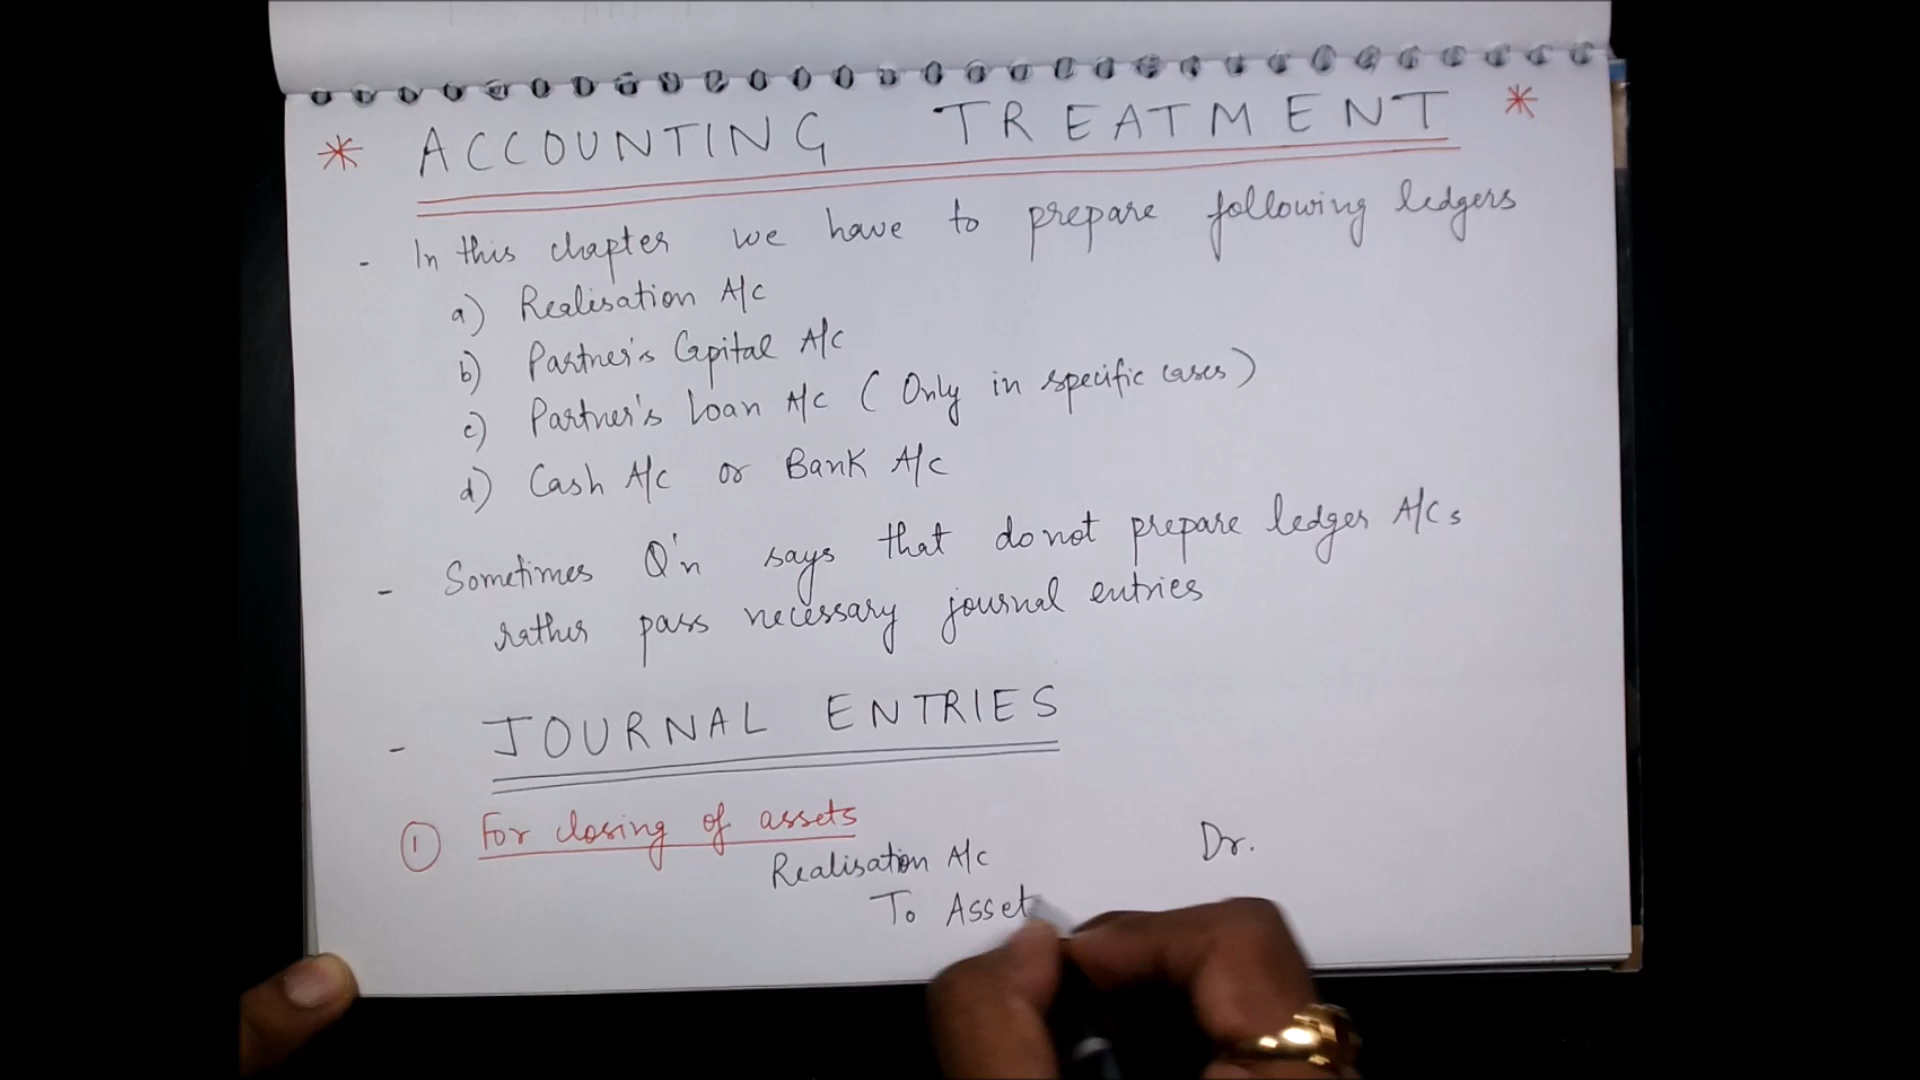 * ACCOUNTING TREATMENT *
- In this chapter we have to prepare following ledgers
a) Realisation A/c
b) Partner's Capital A/c
c) Partner's Loan A/c (Only in specific cases)
d) Cash A/c or Bank A/c
- Sometimes Q'n says that do not prepare ledger A/Cs
rather pass necessary journal entries
- JOURNAL ENTRIES
1 For closing of assets
Realisation A/c Dr.
To Asset